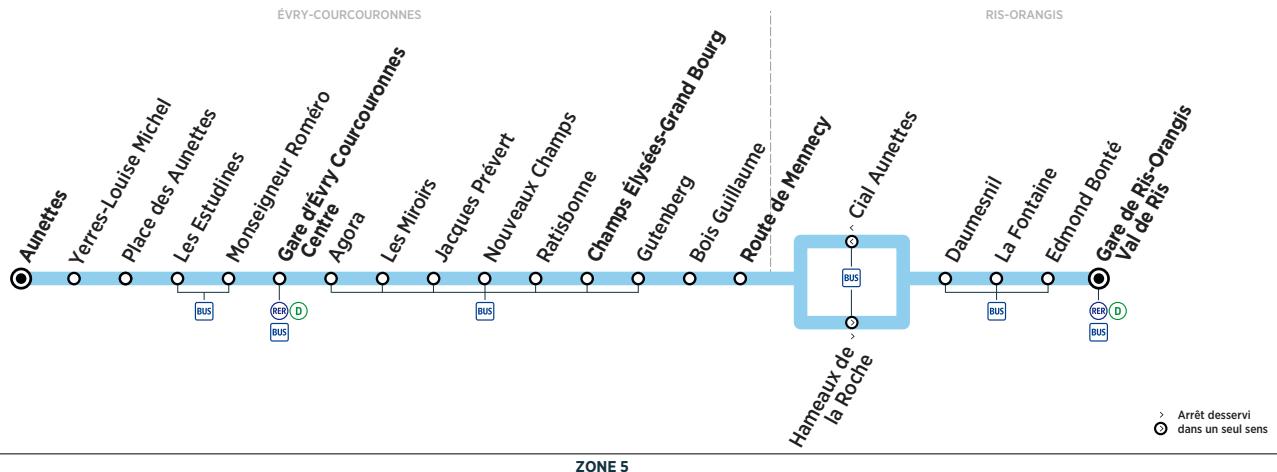 ÉVRY-COURCOURONNES
RIS-ORANGIS
Aunettes
Yerres-Louise Michel
Place des Aunettes
Les Estudines
Monseigneur Roméro
Gare d'Évry Courcouronnes
Centre
Agora
Les Miroirs
Jacques Prévert
Nouveaux Champs
Ratisbonne
Champs Élysées-Grand Bourg
Gutenberg
Bois Guillaume
Route de Mennecy
Cial Aunettes
Hameaux de
la Roche
Daumesnil
La Fontaine
Edmond Bonté
Gare de Ris-Orangis
Val de Ris
BUS
RER D
BUS
BUS
BUS
BUS
RER D
BUS
Arrêt desservi
dans un seul sens
ZONE 5